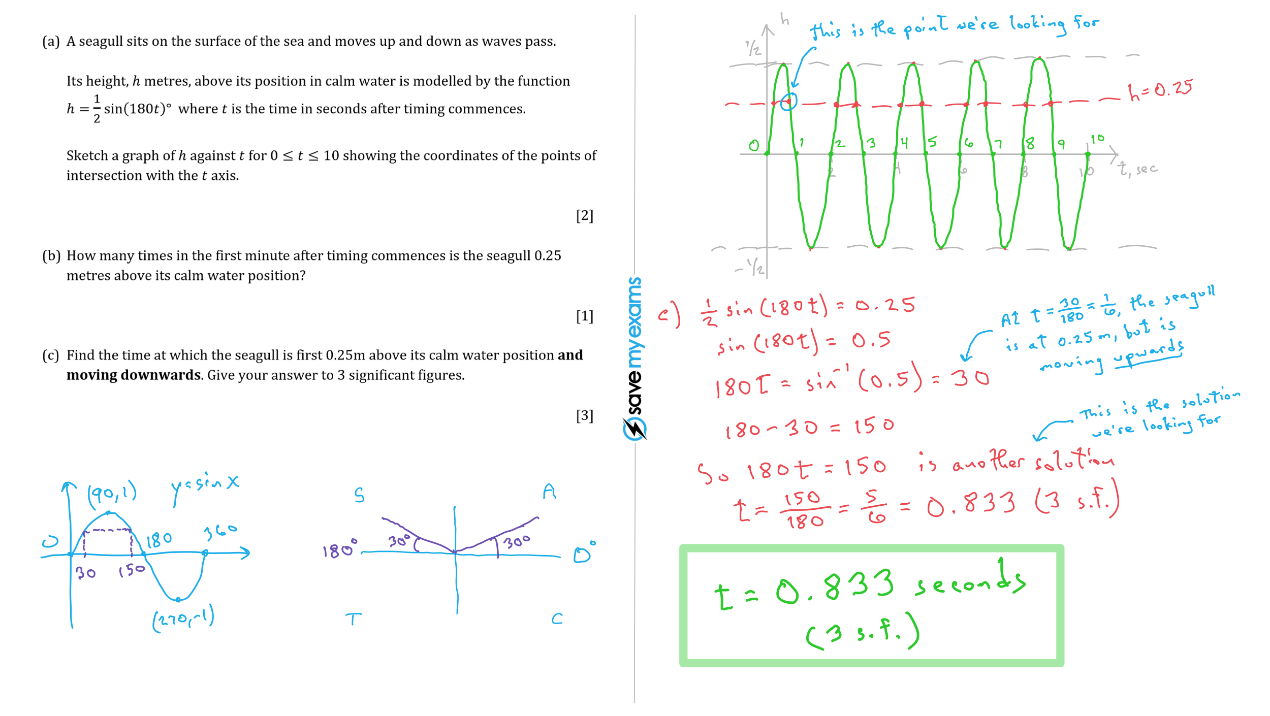 (a) A seagull sits on the surface of the sea and moves up and down as waves pass.
Its height, h metres, above its position in calm water is modelled by the function
h = 1/2 sin(180t)° where t is the time in seconds after timing commences.
Sketch a graph of h against t for 0 ≤ t ≤ 10 showing the coordinates of the points of
intersection with the t axis.
[2]
(b) How many times in the first minute after timing commences is the seagull 0.25
metres above its calm water position?
[1]
(c) Find the time at which the seagull is first 0.25m above its calm water position and
moving downwards. Give your answer to 3 significant figures.
[3]
(90,1) y=sin x
0 180 360
30 150
(270,-1)
S A
180° 30° 30° 0°
T C
save my exams
h this is the point we're looking for
1/2
h=0.25
0 1 2 3 4 5 6 7 8 9 10
2 4 6 8 10 t, sec
-1/2
c) 1/2 sin(180t) = 0.25
sin(180t) = 0.5
180t = sin⁻¹(0.5) = 30
At t = 30/180 = 1/6, the seagull
is at 0.25m, but is
moving upwards
180 - 30 = 150
This is the solution
we're looking for
So 180t = 150 is another solution
t = 150/180 = 5/6 = 0.833 (3 s.f.)
t = 0.833 seconds
(3 s.f.)